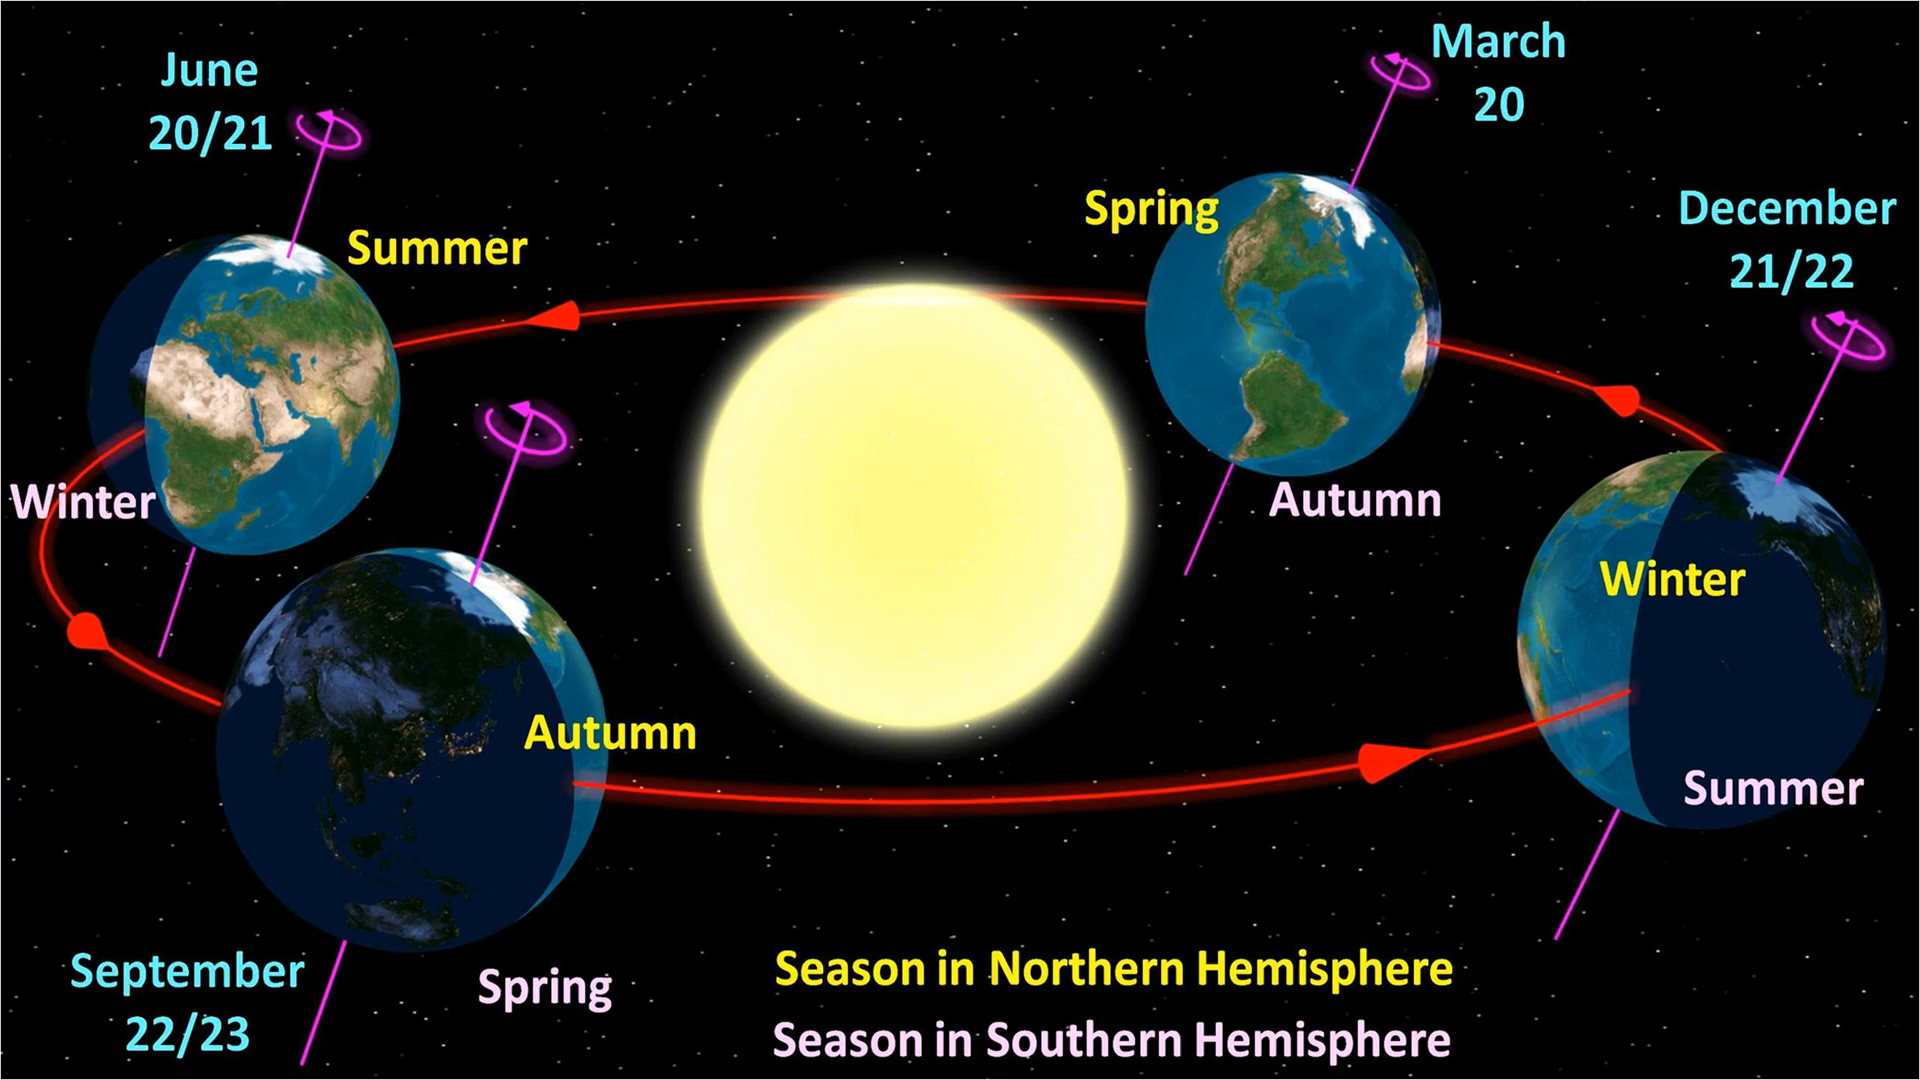 June
20/21
Summer
Winter
March
20
Spring
Autumn
December
21/22
Winter
Summer
Autumn
September
22/23
Spring
Season in Northern Hemisphere
Season in Southern Hemisphere